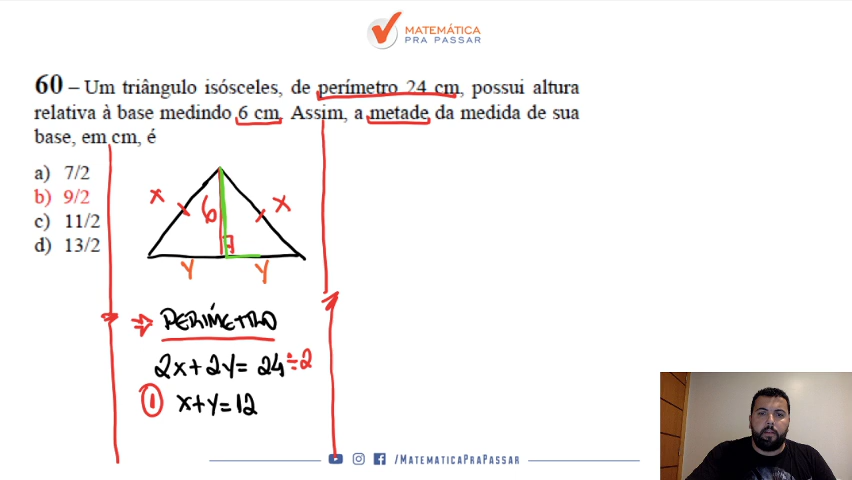 MATEMÁTICA
PRA PASSAR
60 – Um triângulo isósceles, de perímetro 24 cm, possui altura
relativa à base medindo 6 cm. Assim, a metade da medida de sua
base, em cm, é
a) 7/2
b) 9/2
c) 11/2
d) 13/2
x 6 x
y y
⇒ PERÍMETRO
2x+2y=24÷2
① x+y=12
/MATEMATICAPRAPASSAR